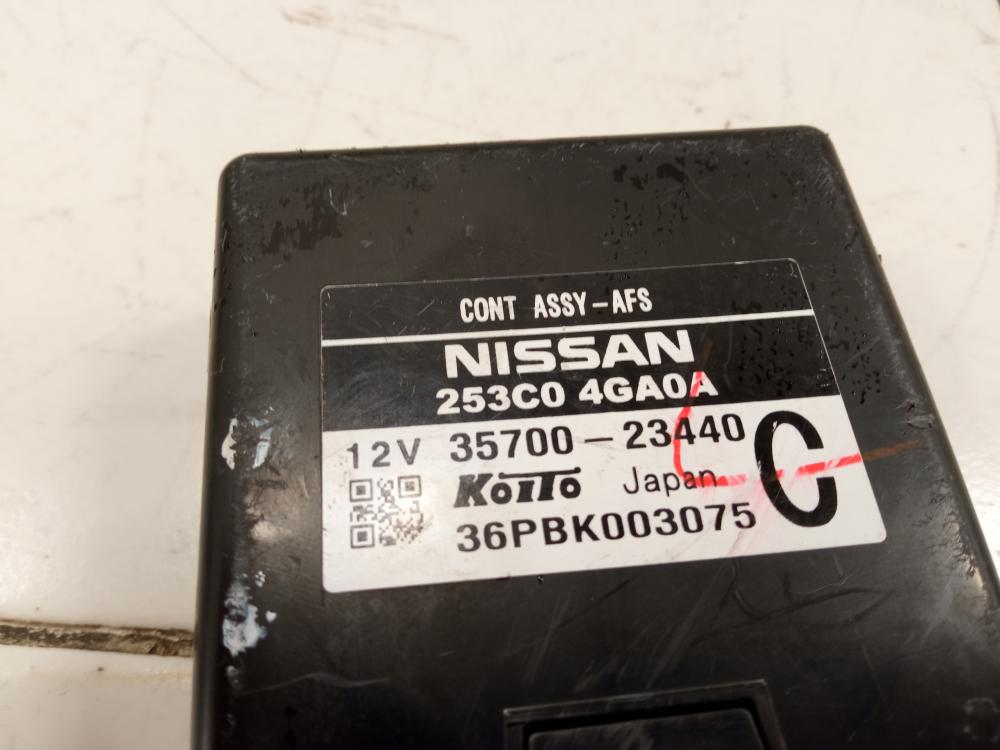 CONT ASSY-AFS
NISSAN
253C0 4GA0A
12V 35700-23440
KOITO Japan C
36PBK003075